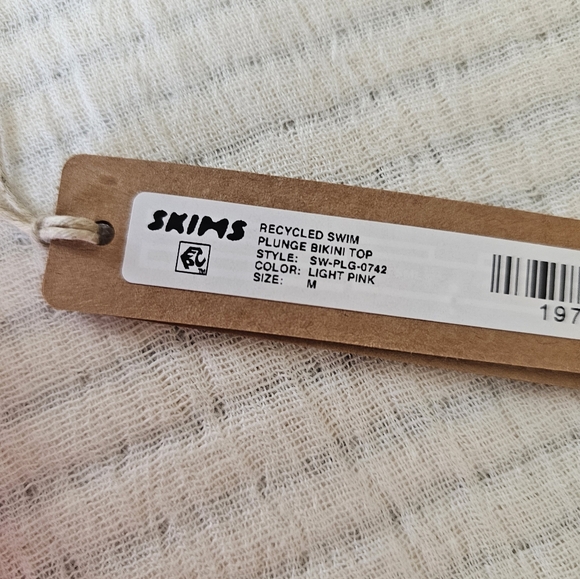 SKIMS
RECYCLED SWIM
PLUNGE BIKINI TOP
STYLE: SW-PLG-0742
COLOR: LIGHT PINK
SIZE: M
197